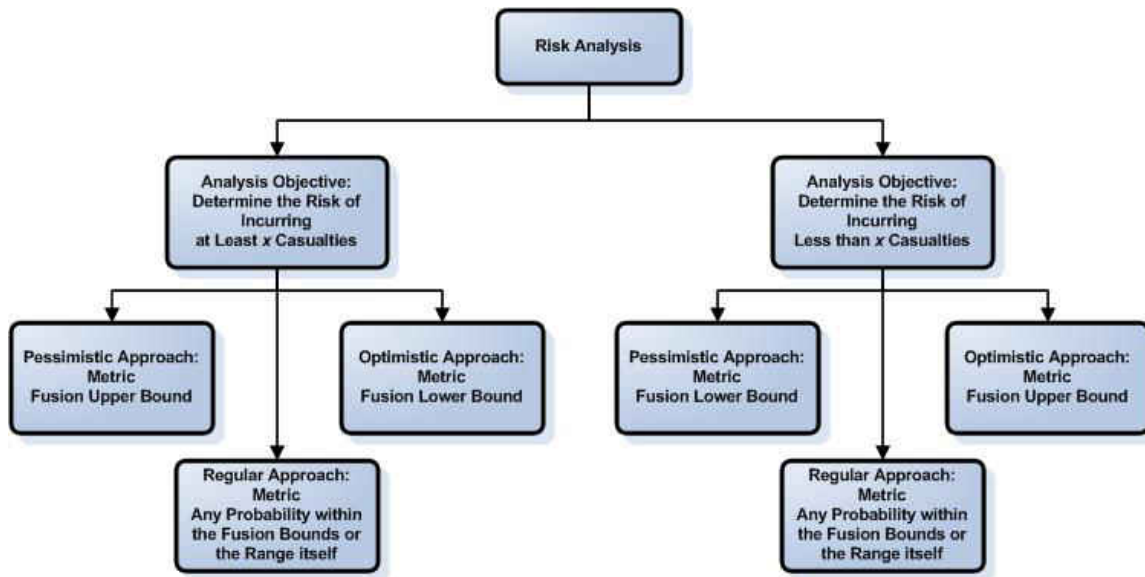 Risk Analysis
Analysis Objective:
Determine the Risk of
Incurring
at Least x Casualties
Analysis Objective:
Determine the Risk of
Incurring
Less than x Casualties
Pessimistic Approach:
Metric
Fusion Upper Bound
Optimistic Approach:
Metric
Fusion Lower Bound
Pessimistic Approach:
Metric
Fusion Lower Bound
Optimistic Approach:
Metric
Fusion Upper Bound
Regular Approach:
Metric
Any Probability within
the Fusion Bounds or
the Range itself
Regular Approach:
Metric
Any Probability within
the Fusion Bounds or
the Range itself